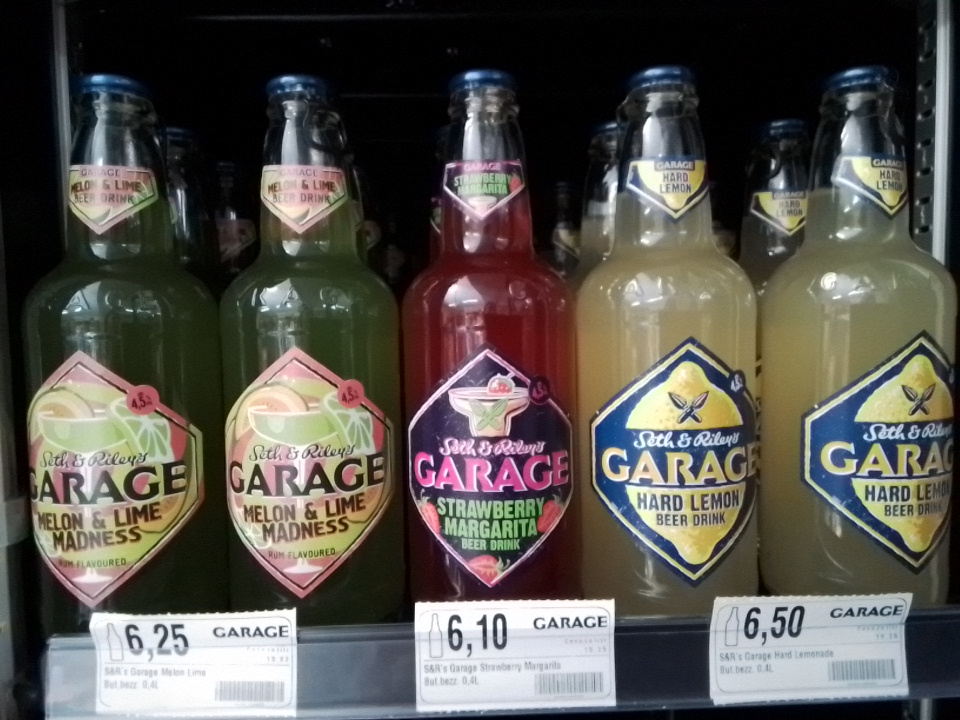 GARAGE
MELON & LIME
BEER DRINK
GARAGE
MELON & LIME
BEER DRINK
GARAGE
STRAWBERRY
MARGARITA
GARAGE
HARD
LEMON
GARAGE
HARD
LEMON
GARAGE
HARD
LEMON
4,5%
Seth & Riley's
GARAGE
MELON & LIME
MADNESS
RUM FLAVOURED
4,5%
Seth & Riley's
GARAGE
MELON & LIME
MADNESS
RUM FLAVOURED
Seth & Riley's
GARAGE
STRAWBERRY
MARGARITA
BEER DRINK
Seth & Riley's
GARAGE
HARD LEMON
BEER DRINK
Seth & Riley's
GARAGE
HARD LEMON
BEER DRINK
6,25 GARAGE
S&R's Garage Melon Lime
But.bezz. 0,4L
6,10 GARAGE
S&R's Garage Strawberry Margarita
But.bezz. 0,4L
6,50 GARAGE
S&R's Garage Hard Lemonade
But.bezz. 0,4L